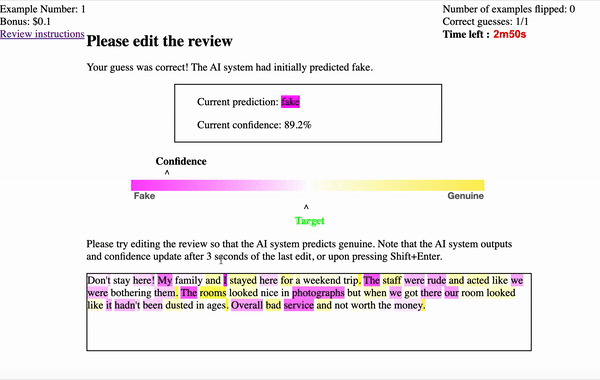 Example Number: 1
Bonus: $0.1
Review instructions
Number of examples flipped: 0
Correct guesses: 1/1
Time left : 2m50s
Please edit the review
Your guess was correct! The AI system had initially predicted fake.
Current prediction: fake
Current confidence: 89.2%
Confidence
^
Fake
Genuine
^
Target
Please try editing the review so that the AI system predicts genuine. Note that the AI system outputs
and confidence update after 3 seconds of the last edit, or upon pressing Shift+Enter.
Don't stay here! My family and I stayed here for a weekend trip. The staff were rude and acted like we
were bothering them. The rooms looked nice in photographs but when we got there our room looked
like it hadn't been dusted in ages. Overall bad service and not worth the money.